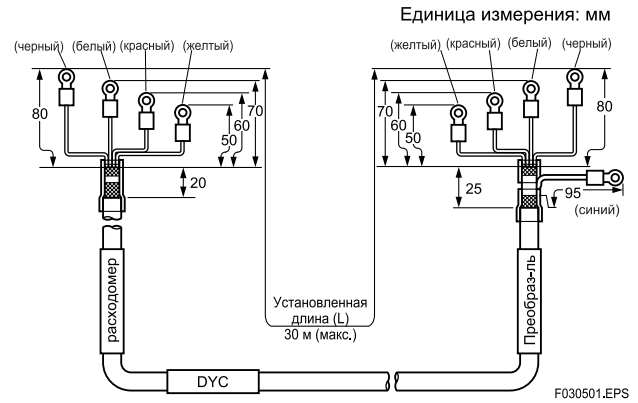 Единица измерения: мм
(черный) (белый) (красный) (желтый)
(желтый) (красный) (белый) (черный)
80
50
60
70
70
60
50
80
20
25
95
(синий)
расходомер
Преобраз-ль
Установленная
длина (L)
30 м (макс.)
DYC
F030501.EPS